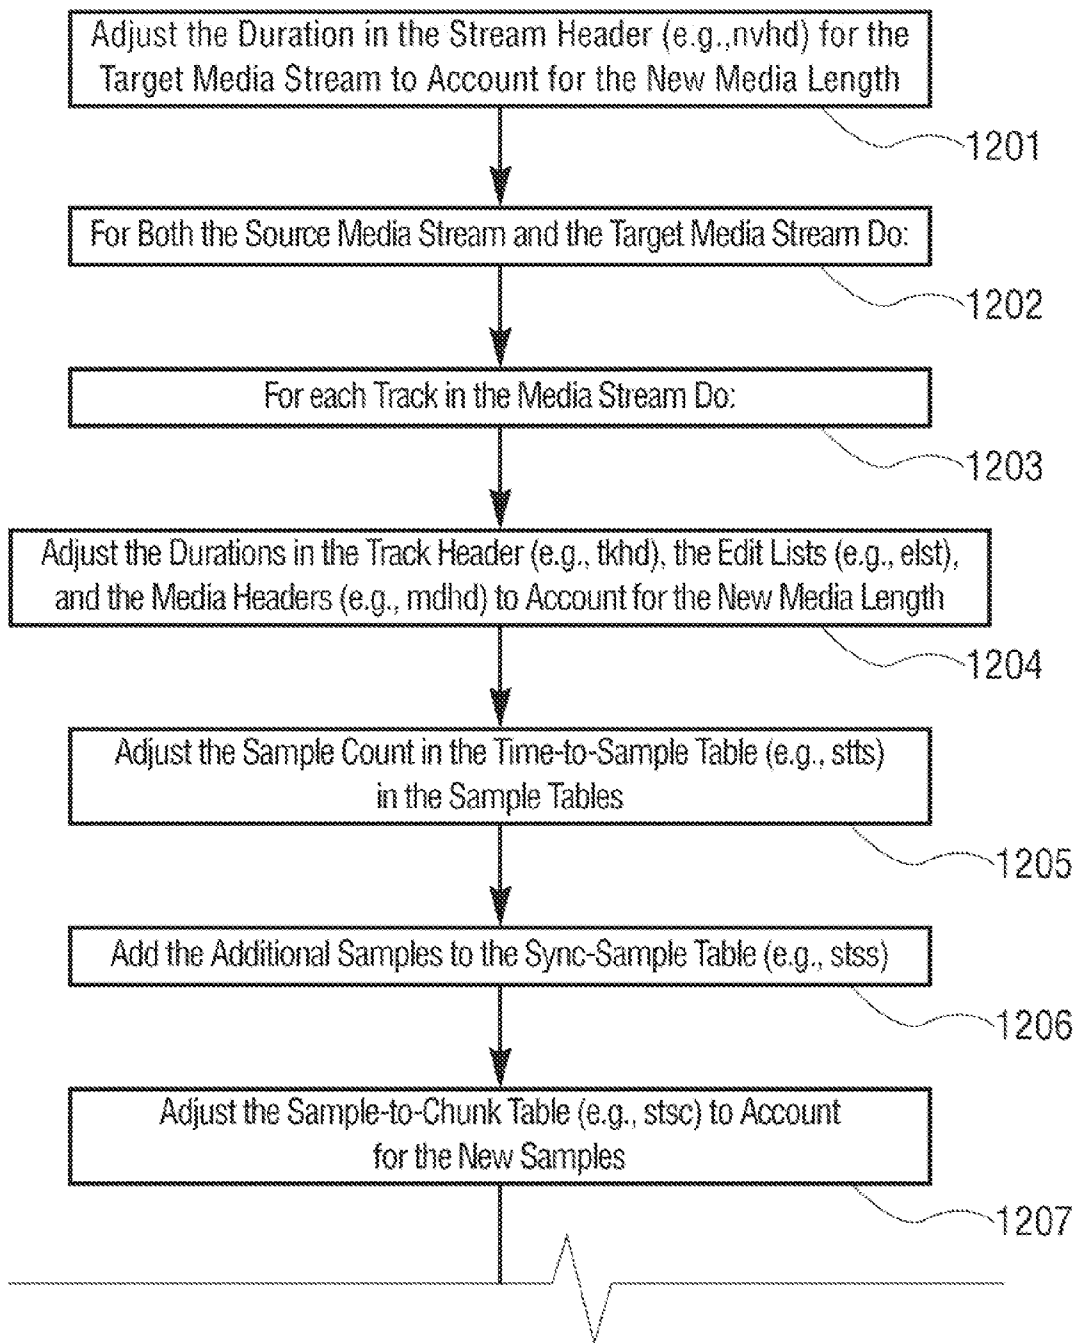 Adjust the Duration in the Stream Header (e.g.,nvhd) for the
Target Media Stream to Account for the New Media Length
1201
For Both the Source Media Stream and the Target Media Stream Do:
1202
For each Track in the Media Stream Do:
1203
Adjust the Durations in the Track Header (e.g., tkhd), the Edit Lists (e.g., elst),
and the Media Headers (e.g., mdhd) to Account for the New Media Length
1204
Adjust the Sample Count in the Time-to-Sample Table (e.g., stts)
in the Sample Tables
1205
Add the Additional Samples to the Sync-Sample Table (e.g., stss)
1206
Adjust the Sample-to-Chunk Table (e.g., stsc) to Account
for the New Samples
1207